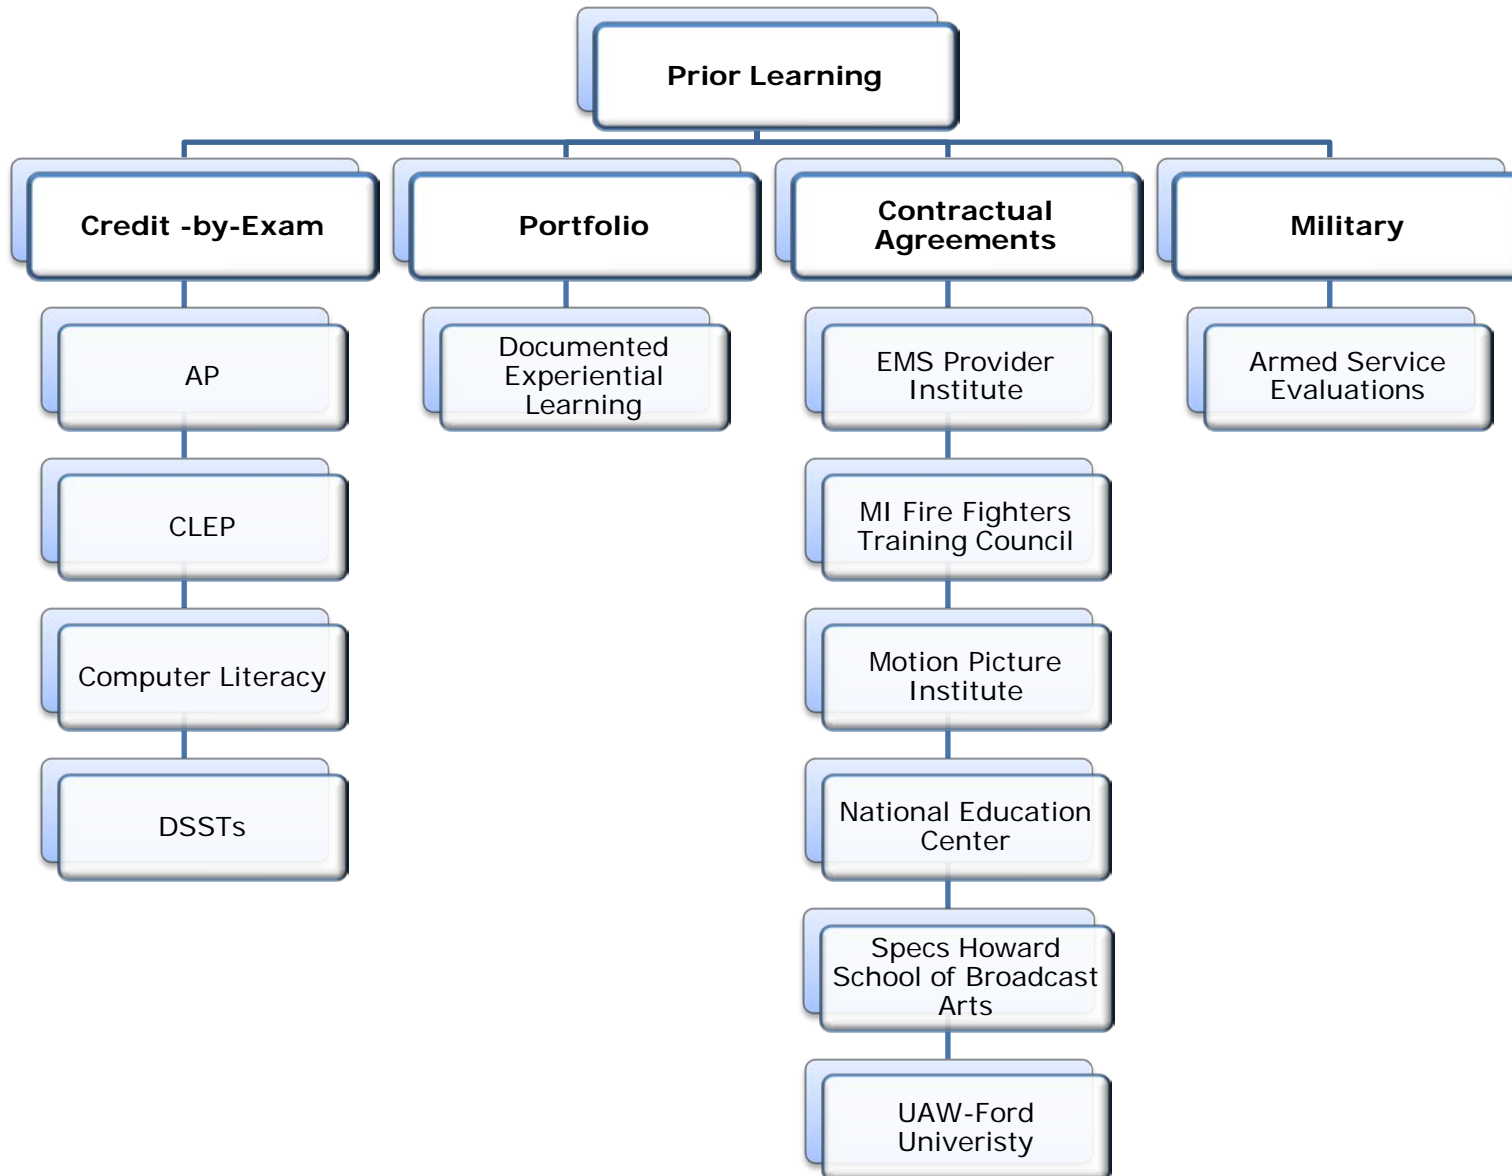 Prior Learning
Credit -by-Exam
Portfolio
Contractual
Agreements
Military
AP
CLEP
Computer Literacy
DSSTs
Documented
Experiential
Learning
EMS Provider
Institute
MI Fire Fighters
Training Council
Motion Picture
Institute
National Education
Center
Specs Howard
School of Broadcast
Arts
UAW-Ford
Univeristy
Armed Service
Evaluations